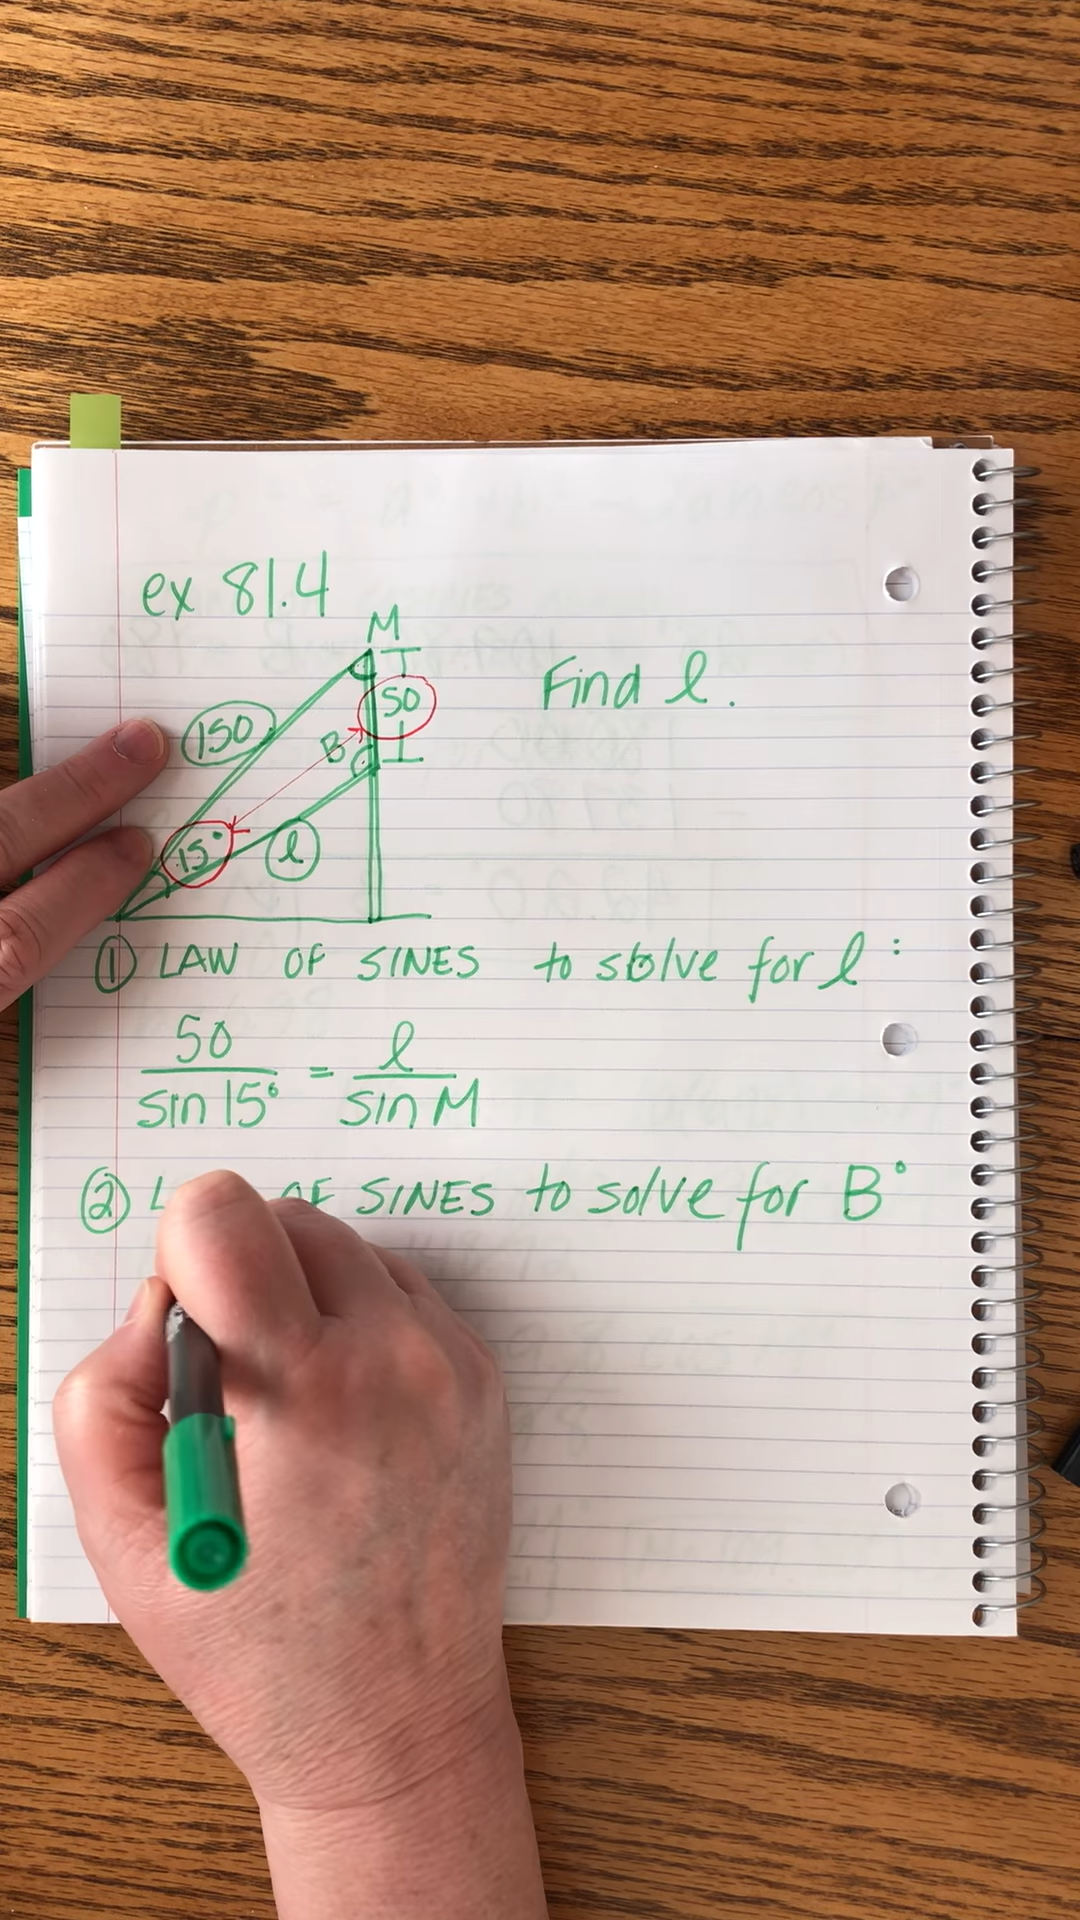 ex 81.4
M
50
Find l.
150
B
15°
l
① LAW OF SINES to solve for l :
50 / sin 15° = l / sin M
② OF SINES to solve for B°